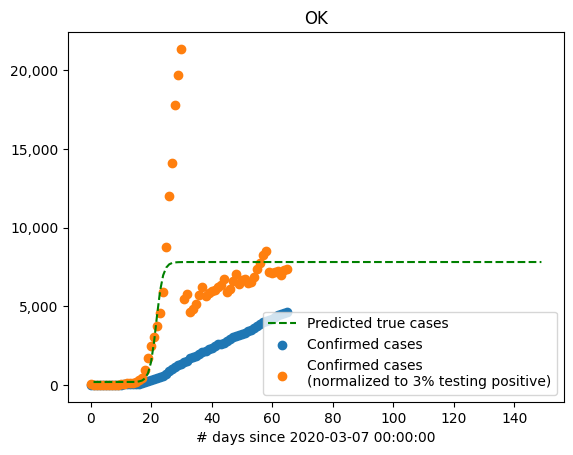 OK
20,000
15,000
10,000
5,000
0
Predicted true cases
Confirmed cases
Confirmed cases
(normalized to 3% testing positive)
0 20 40 60 80 100 120 140
# days since 2020-03-07 00:00:00